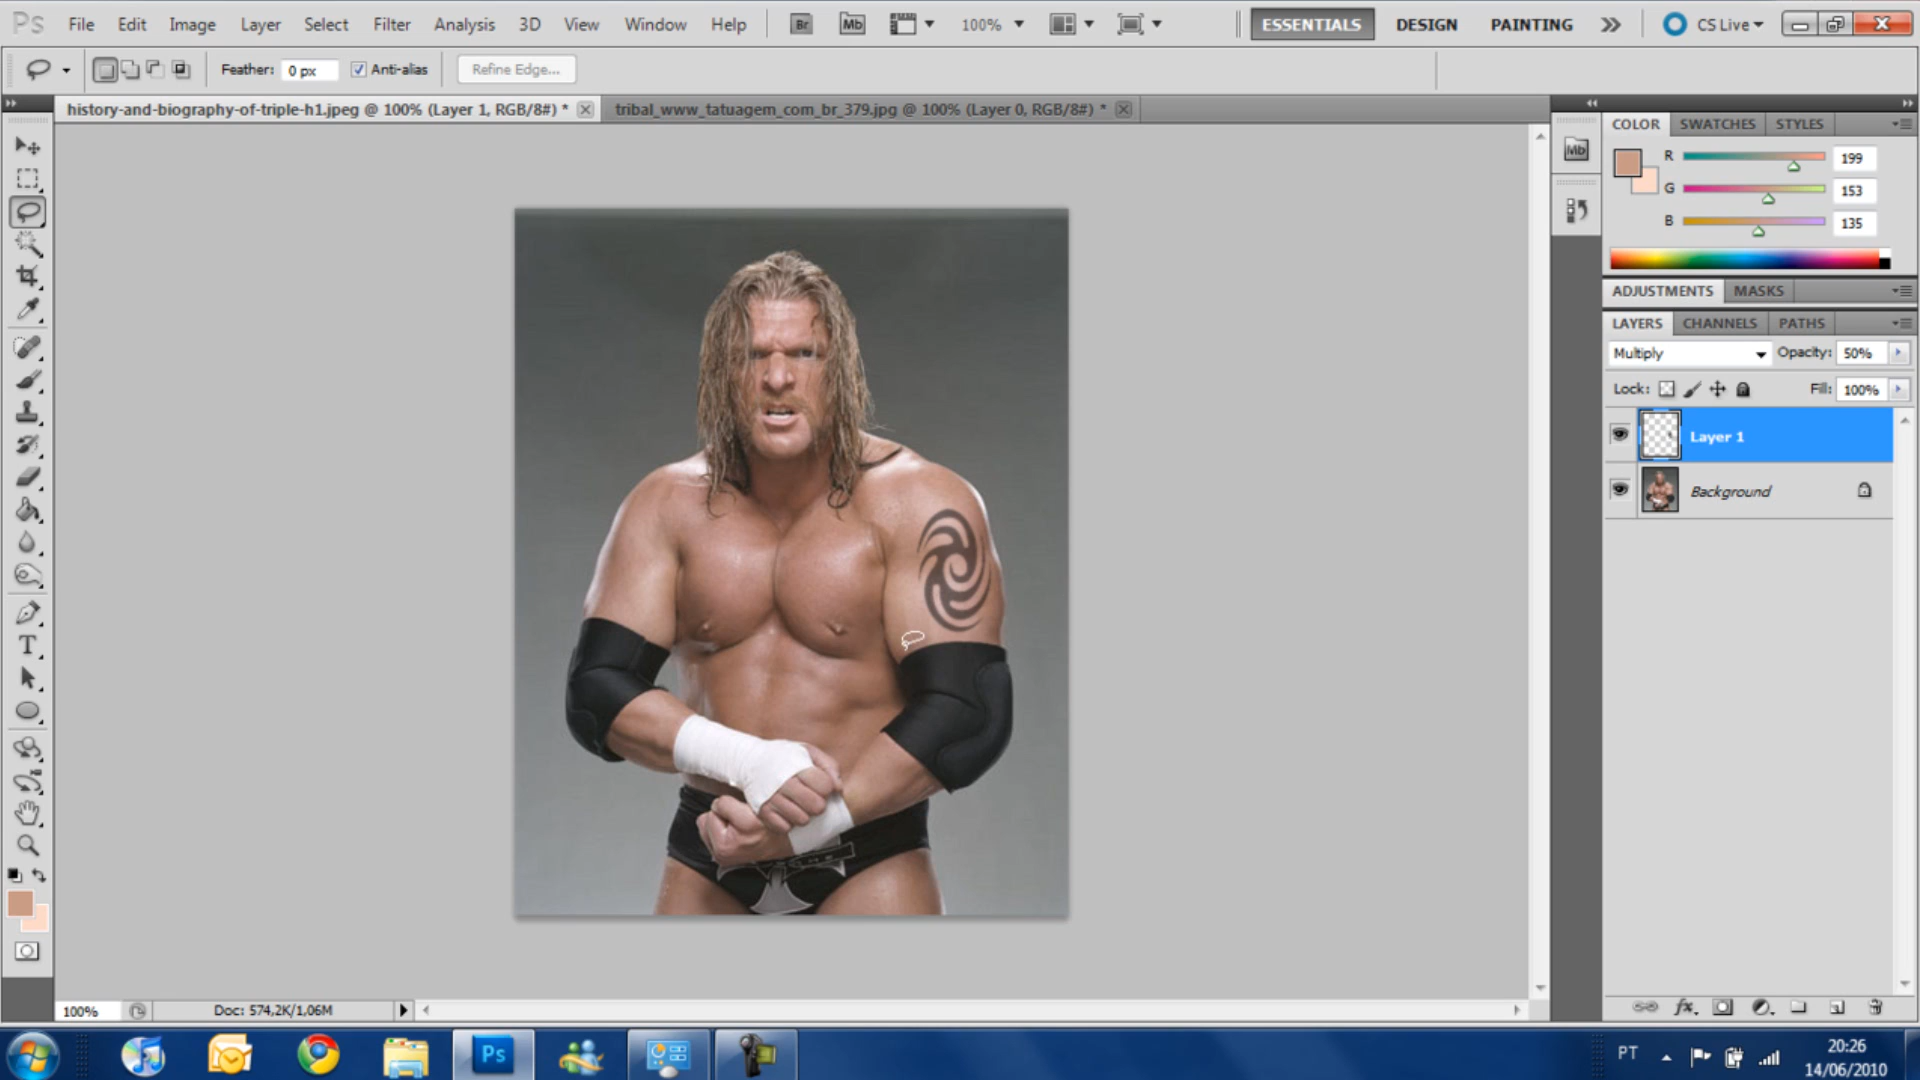 Ps File Edit Image Layer Select Filter Analysis 3D View Window Help Br Mb 100% ESSENTIALS DESIGN PAINTING CS Live
Feather: 0 px Anti-alias Refine Edge...
history-and-biography-of-triple-h1.jpeg @ 100% (Layer 1, RGB/8#) * tribal_www_tatuagem_com_br_379.jpg @ 100% (Layer 0, RGB/8#) *
COLOR SWATCHES STYLES
Mb
R 199
G 153
B 135
ADJUSTMENTS MASKS
LAYERS CHANNELS PATHS
Multiply Opacity: 50%
Lock: Fill: 100%
Layer 1
Background
T
100% Doc: 574,2K/1,06M
fx
Ps
PT
20:26
14/06/2010